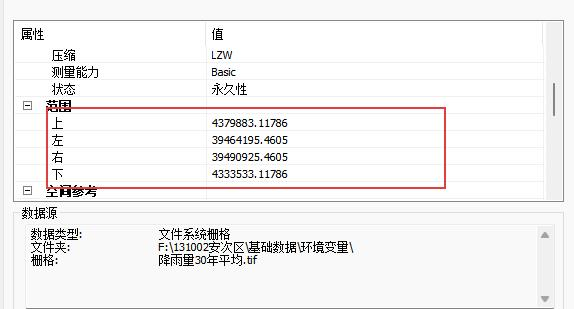 属性 值
压缩 LZW
测量能力 Basic
状态 永久性
范围
上 4379883.11786
左 39464195.4605
右 39490925.4605
下 4333533.11786
空间参考
数据源
数据类型: 文件系统栅格
文件夹: F:\131002安次区\基础数据\环境变量\
栅格: 降雨量30年平均.tif